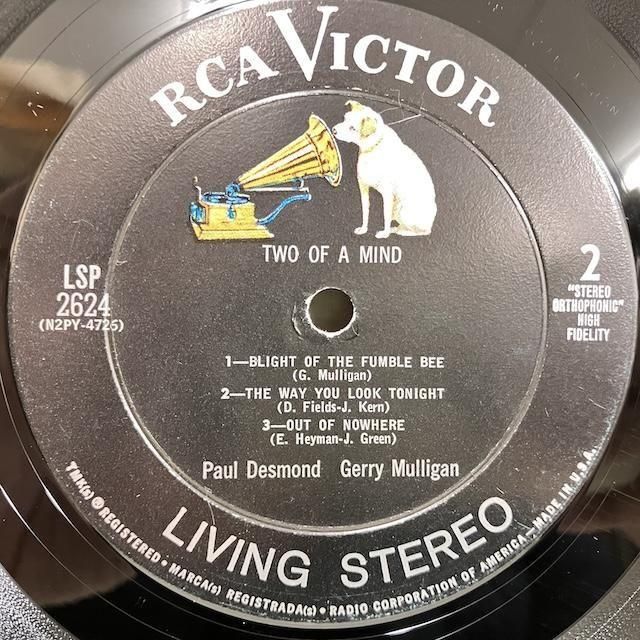 RCA VICTOR
TWO OF A MIND
LSP
2624
(N2PY-4726)
2
"STEREO
ORTHOPHONIC"
HIGH
FIDELITY
1—BLIGHT OF THE FUMBLE BEE
(G. Mulligan)
2—THE WAY YOU LOOK TONIGHT
(D. Fields-J. Kern)
3—OUT OF NOWHERE
(E. Heyman-J. Green)
Paul Desmond Gerry Mulligan
LIVING STEREO
TMK(s) ® REGISTERED • MARCA(s) REGISTRADA(s) • RADIO CORPORATION OF AMERICA-MADE IN U.S.A.